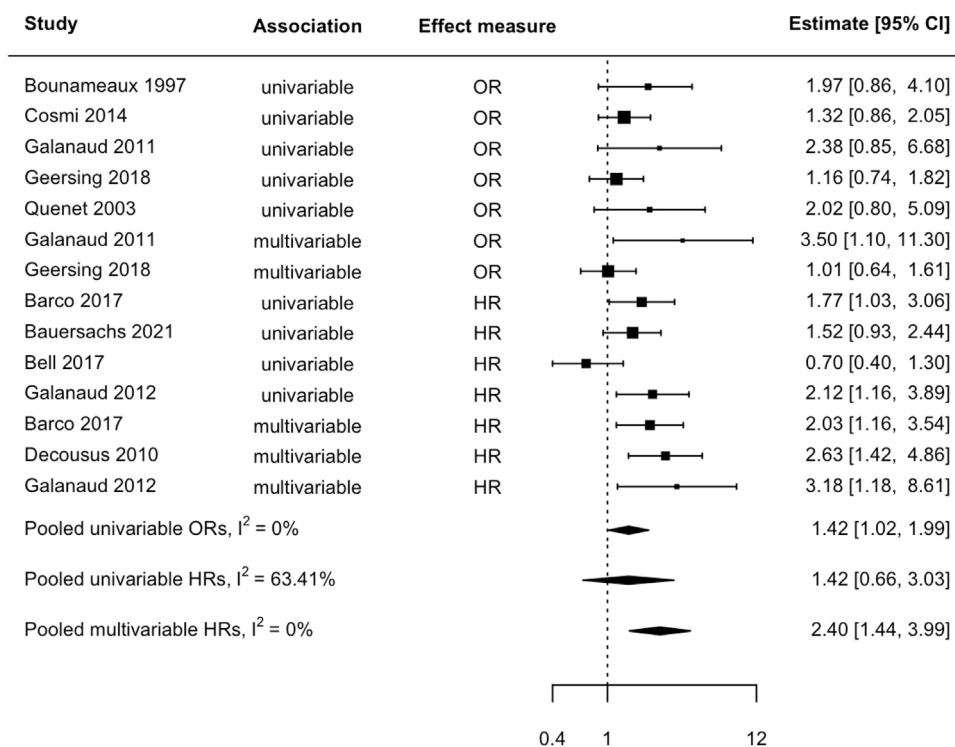 Study Association Effect measure Estimate [95% CI]
Bounameaux 1997 univariable OR 1.97 [0.86, 4.10]
Cosmi 2014 univariable OR 1.32 [0.86, 2.05]
Galanaud 2011 univariable OR 2.38 [0.85, 6.68]
Geersing 2018 univariable OR 1.16 [0.74, 1.82]
Quenet 2003 univariable OR 2.02 [0.80, 5.09]
Galanaud 2011 multivariable OR 3.50 [1.10, 11.30]
Geersing 2018 multivariable OR 1.01 [0.64, 1.61]
Barco 2017 univariable HR 1.77 [1.03, 3.06]
Bauersachs 2021 univariable HR 1.52 [0.93, 2.44]
Bell 2017 univariable HR 0.70 [0.40, 1.30]
Galanaud 2012 univariable HR 2.12 [1.16, 3.89]
Barco 2017 multivariable HR 2.03 [1.16, 3.54]
Decousus 2010 multivariable HR 2.63 [1.42, 4.86]
Galanaud 2012 multivariable HR 3.18 [1.18, 8.61]
Pooled univariable ORs, I² = 0% 1.42 [1.02, 1.99]
Pooled univariable HRs, I² = 63.41% 1.42 [0.66, 3.03]
Pooled multivariable HRs, I² = 0% 2.40 [1.44, 3.99]
0.4 1 12